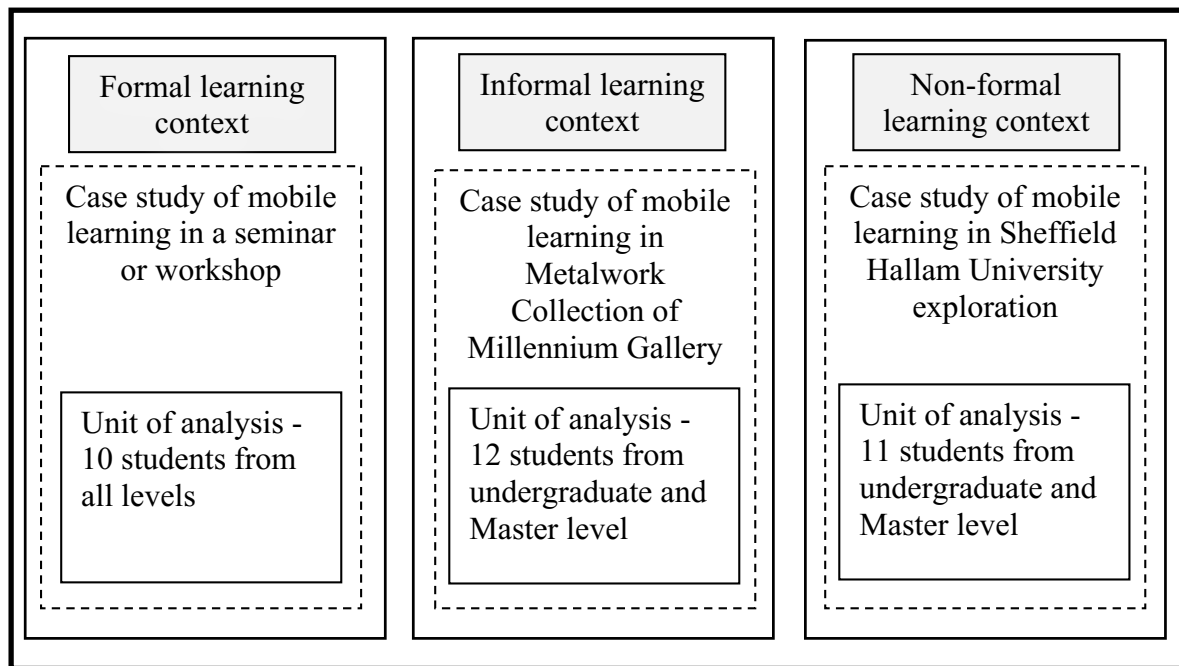 Formal learning
context
Case study of mobile
learning in a seminar
or workshop
Unit of analysis -
10 students from
all levels
Informal learning
context
Case study of mobile
learning in
Metalwork
Collection of
Millennium Gallery
Unit of analysis -
12 students from
undergraduate and
Master level
Non-formal
learning context
Case study of mobile
learning in Sheffield
Hallam University
exploration
Unit of analysis -
11 students from
undergraduate and
Master level